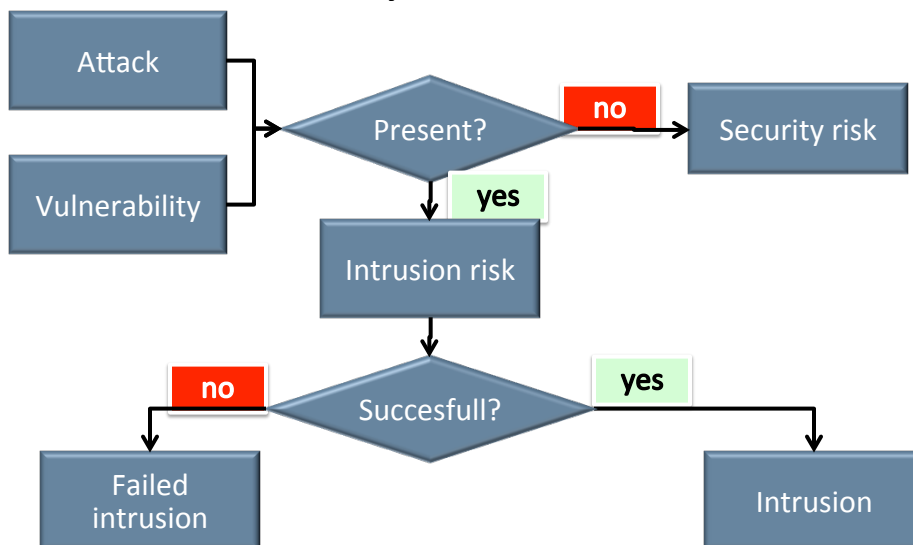 Attack
Present?
no
Security risk
Vulnerability
yes
Intrusion risk
no
Succesfull?
yes
Failed
intrusion
Intrusion